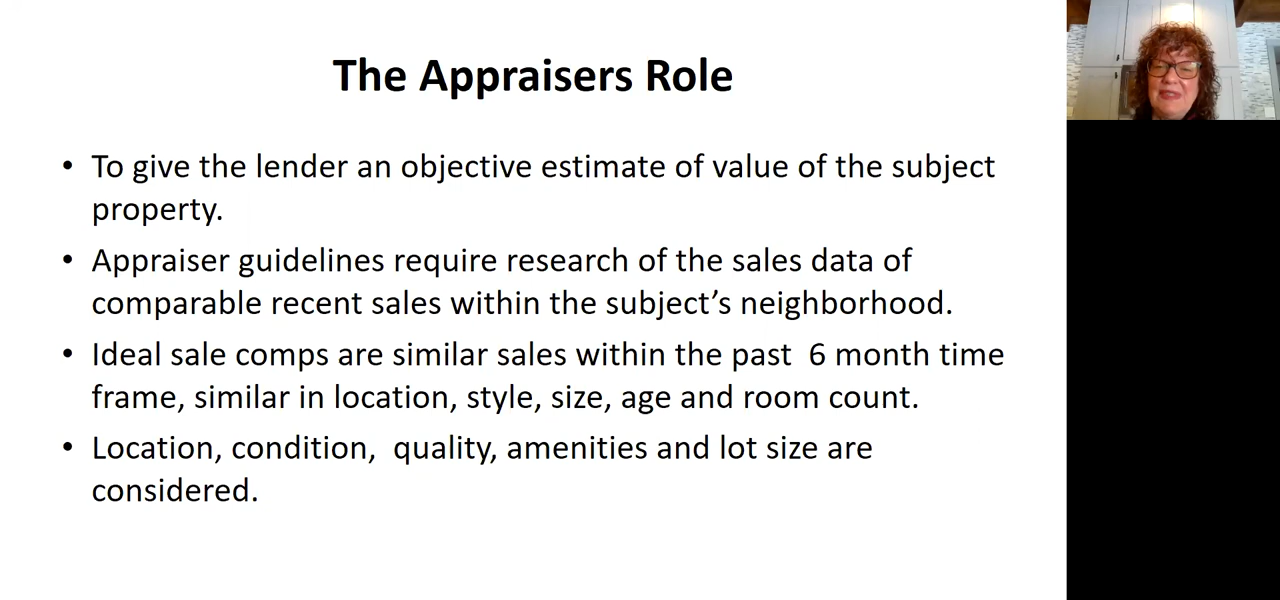 The Appraisers Role
• To give the lender an objective estimate of value of the subject
property.
• Appraiser guidelines require research of the sales data of
comparable recent sales within the subject’s neighborhood.
• Ideal sale comps are similar sales within the past  6 month time
frame, similar in location, style, size, age and room count.
• Location, condition,  quality, amenities and lot size are
considered.